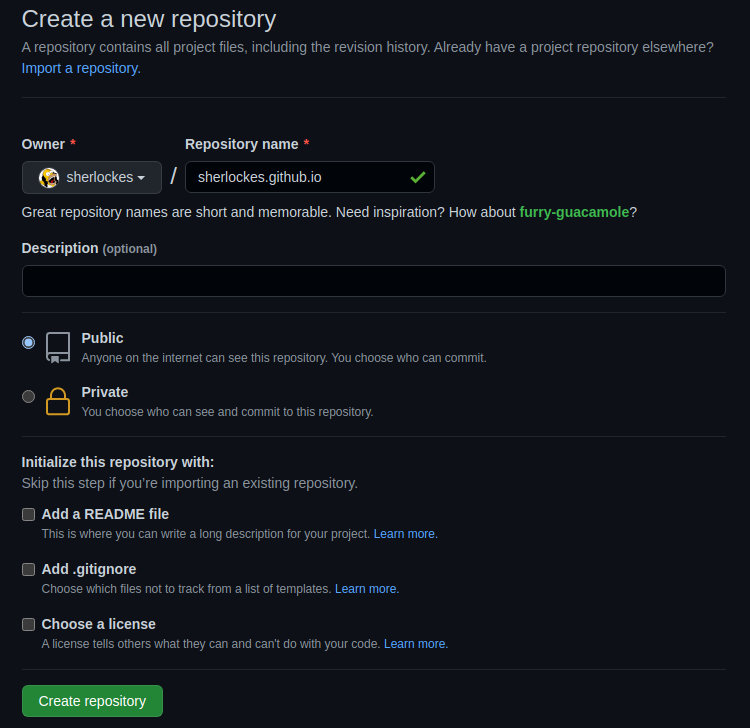 Create a new repository
A repository contains all project files, including the revision history. Already have a project repository elsewhere?
Import a repository.
Owner * Repository name *
sherlockes / sherlockes.github.io
Great repository names are short and memorable. Need inspiration? How about furry-guacamole?
Description (optional)
Public
Anyone on the internet can see this repository. You choose who can commit.
Private
You choose who can see and commit to this repository.
Initialize this repository with:
Skip this step if you're importing an existing repository.
Add a README file
This is where you can write a long description for your project. Learn more.
Add .gitignore
Choose which files not to track from a list of templates. Learn more.
Choose a license
A license tells others what they can and can't do with your code. Learn more.
Create repository